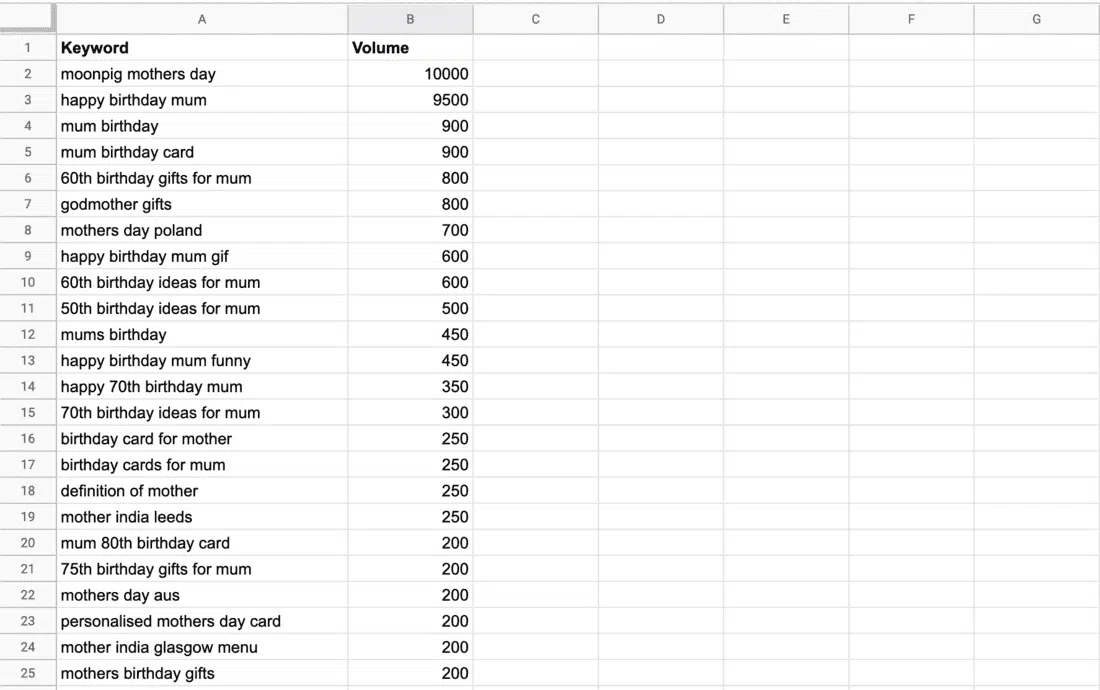 A B C D E F G
1 Keyword Volume
2 moonpig mothers day 10000
3 happy birthday mum 9500
4 mum birthday 900
5 mum birthday card 900
6 60th birthday gifts for mum 800
7 godmother gifts 800
8 mothers day poland 700
9 happy birthday mum gif 600
10 60th birthday ideas for mum 600
11 50th birthday ideas for mum 500
12 mums birthday 450
13 happy birthday mum funny 450
14 happy 70th birthday mum 350
15 70th birthday ideas for mum 300
16 birthday card for mother 250
17 birthday cards for mum 250
18 definition of mother 250
19 mother india leeds 250
20 mum 80th birthday card 200
21 75th birthday gifts for mum 200
22 mothers day aus 200
23 personalised mothers day card 200
24 mother india glasgow menu 200
25 mothers birthday gifts 200